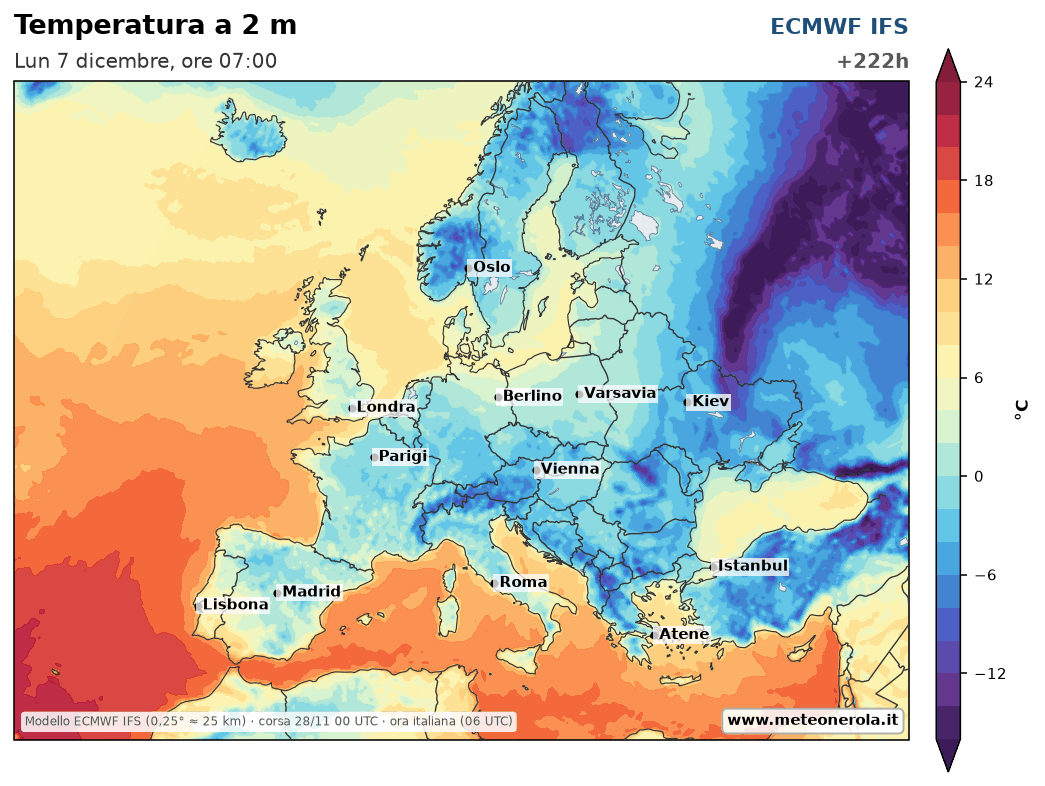 Temperatura a 2 m
ECMWF IFS
Lun 7 dicembre, ore 07:00
+222h
24
18
12
6
0
−6
−12
°C
Oslo
Berlino
Varsavia
Kiev
Londra
Parigi
Vienna
Istanbul
Roma
Madrid
Lisbona
Atene
Modello ECMWF IFS (0,25° ≈ 25 km) · corsa 28/11 00 UTC · ora italiana (06 UTC)
www.meteonerola.it